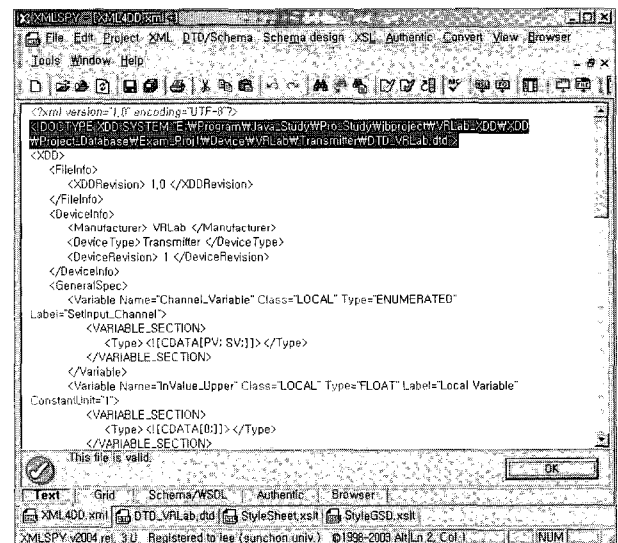 XMLSPY - [XML4DD.xml *]
File Edit Project XML DTD/Schema Schema design XSL Authentic Convert View Browser
Tools Window Help
<?xml version="1.0" encoding="UTF-8"?>
<!DOCTYPE XDD SYSTEM "E:₩Program₩Java_Study₩Pro_Study₩ibproject₩VRLab_XDD₩XDD
₩Project_Database₩Exam_Proj1₩Device₩VRLab₩Transmitter₩DTD_VRLab.dtd">
<XDD>
<FileInfo>
<XDDRevision> 1.0 </XDDRevision>
</FileInfo>
<DeviceInfo>
<Manufacturer> VRLab </Manufacturer>
<DeviceType> Transmitter </DeviceType>
<DeviceRevision> 1 </DeviceRevision>
</DeviceInfo>
<GeneralSpec>
<Variable Name="Channel_Variable" Class="LOCAL" Type="ENUMERATED"
Label="SetInput_Channel">
<VARIABLE_SECTION>
<Type> <![CDATA[PV; SV;]]> </Type>
</VARIABLE_SECTION>
</Variable>
<Variable Name="InValue_Upper" Class="LOCAL" Type="FLOAT" Label="Local Variable"
ConstantUnit="1">
<VARIABLE_SECTION>
<Type> <![CDATA[0;]]> </Type>
</VARIABLE_SECTION>
This file is valid.
OK
Text Grid Schema/WSDL Authentic Browser
XML4DD.xml DTD_VRLab.dtd StyleSheet.xslt StyleGSD.xslt
XMLSPY v2004 rel. 3 U Registered to lee (sunchon univ.) ©1998-2003 Alt Ln 2, Col 1 NUM